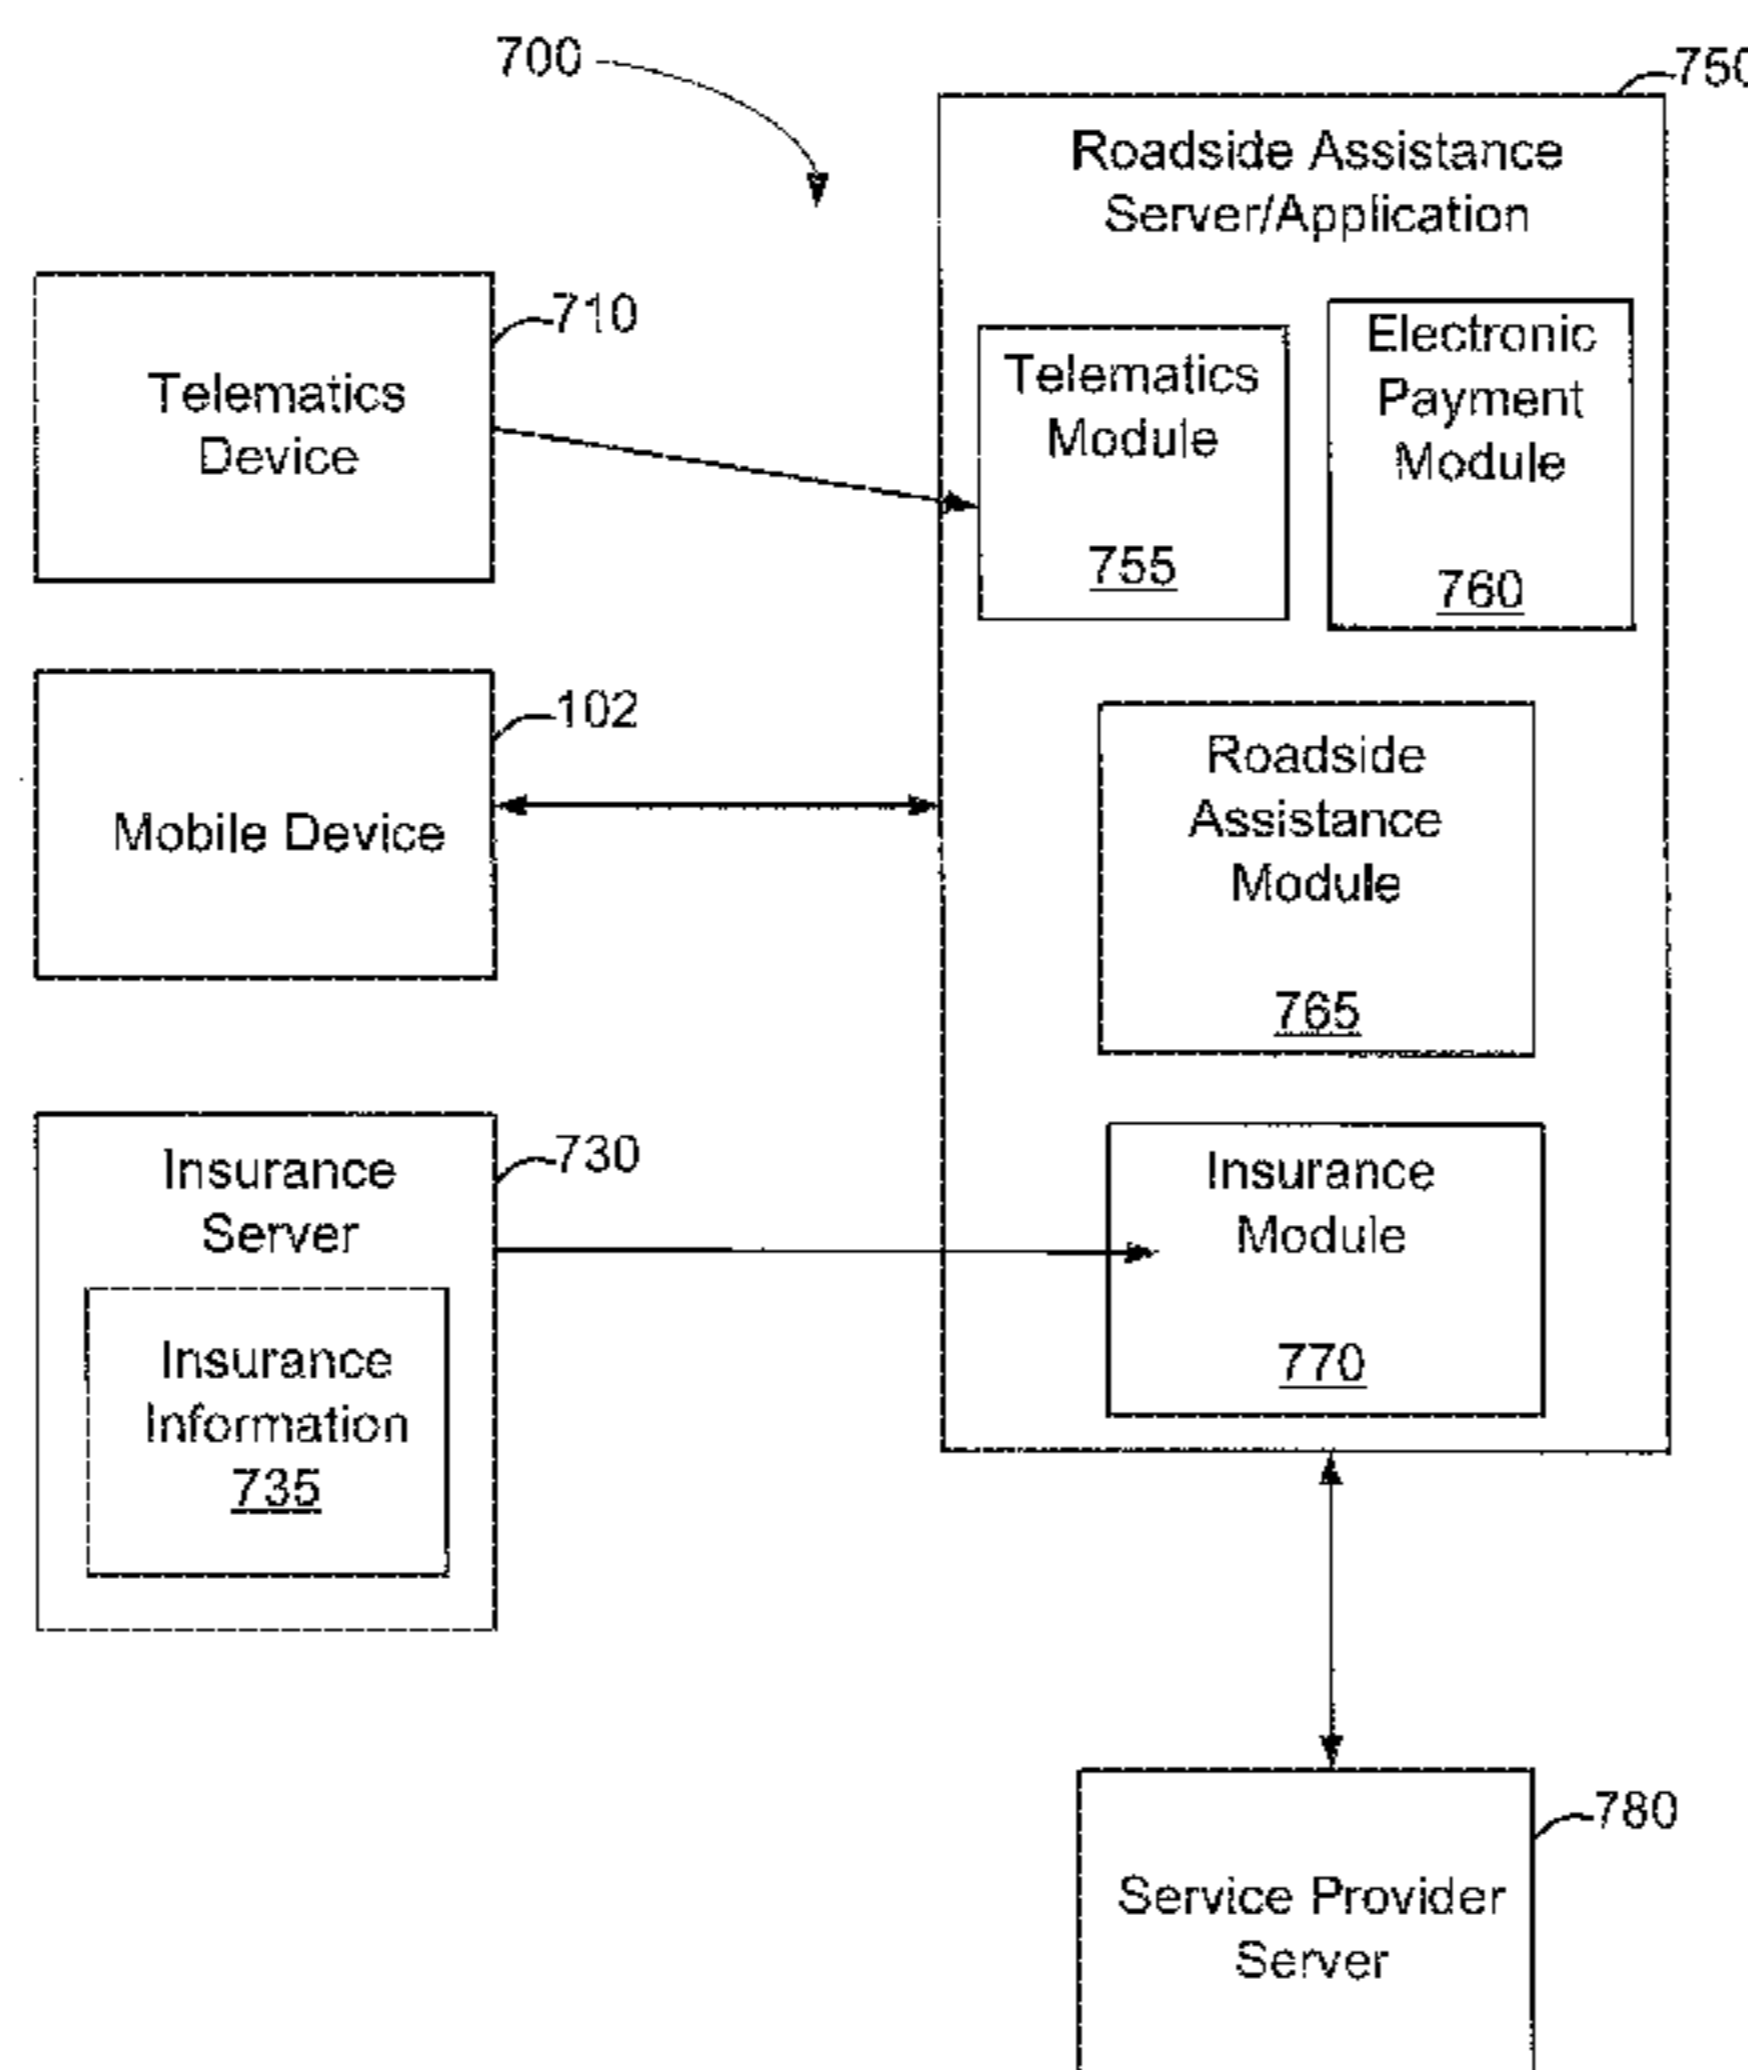 700
750
Roadside Assistance
Server/Application
710
Telematics
Device
Telematics
Module
755
Electronic
Payment
Module
760
102
Mobile Device
Roadside
Assistance
Module
765
730
Insurance
Server
Insurance
Information
735
Insurance
Module
770
780
Service Provider
Server